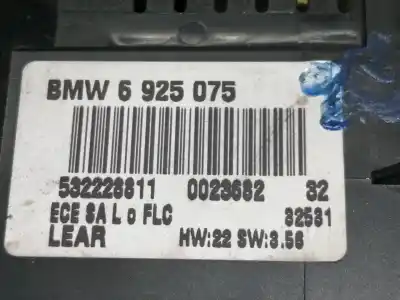 BMW 6 925 075
532228811 0023682 32
ECE SA L o FLC 32531
LEAR HW:22 SW:3.56